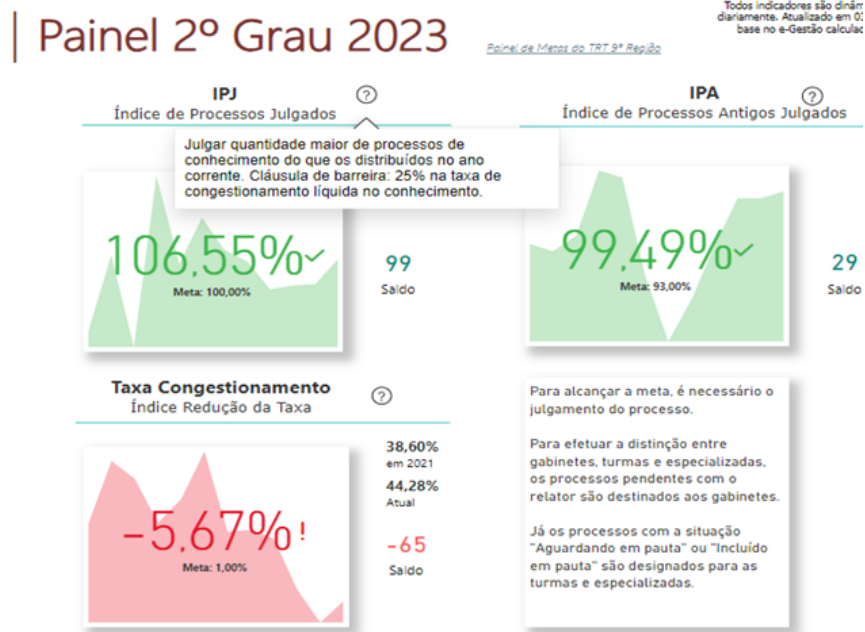 Todos indicadores são
diariamente. Atualizado em
base no e-Gestão
| Painel 2º Grau 2023
Painel de Metas do TRT 9ª Região
IPJ
?
Índice de Processos Julgados
Julgar quantidade maior de processos de
conhecimento do que os distribuídos no ano
corrente. Cláusula de barreira: 25% na taxa de
congestionamento líquida no conhecimento.
106,55%
Meta: 100,00%
99
Saldo
IPA
?
Índice de Processos Antigos Julgados
99,49%
Meta: 93,00%
29
Saldo
Taxa Congestionamento
?
Índice Redução da Taxa
-5,67%!
Meta: 1,00%
38,60%
em 2021
44,28%
Atual
-65
Saldo
Para alcançar a meta, é necessário o
julgamento do processo.
Para efetuar a distinção entre
gabinetes, turmas e especializadas,
os processos pendentes com o
relator são destinados aos gabinetes.
Já os processos com a situação
"Aguardando em pauta" ou "Incluído
em pauta" são designados para as
turmas e especializadas.